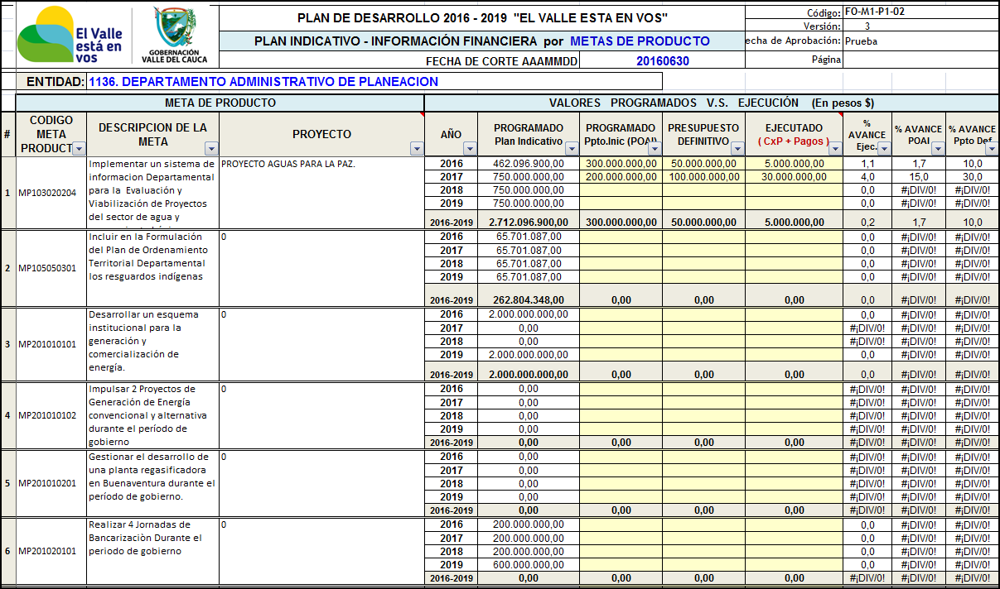 El Valle
está en
vos
GOBERNACIÓN
VALLE DEL CAUCA
PLAN DE DESARROLLO 2016 - 2019 "EL VALLE ESTA EN VOS"
PLAN INDICATIVO - INFORMACIÓN FINANCIERA por METAS DE PRODUCTO
FECHA DE CORTE AAAMMDD 20160630
Código: FO-M1-P1-02
Versión: 3
echa de Aprobación: Prueba
Página
ENTIDAD: 1136. DEPARTAMENTO ADMINISTRATIVO DE PLANEACION
META DE PRODUCTO VALORES PROGRAMADOS V.S. EJECUCIÓN (En pesos $)
#
CODIGO
META
PRODUCT
DESCRIPCION DE LA
META
PROYECTO
AÑO
PROGRAMADO
Plan Indicativo
PROGRAMADO
Ppto.Inic (POAI
PRESUPUESTO
DEFINITIVO
EJECUTADO
( CxP + Pagos )
%
AVANCE
Ejec.
% AVANCE
POAI
% AVANCE
Ppto Def
1
MP103020204
Implementar un sistema de
informacion Departamental
para la Evaluación y
Viabilización de Proyectos
del sector de agua y
PROYECTO AGUAS PARA LA PAZ.
2016 462.096.900,00 300.000.000,00 50.000.000,00 5.000.000,00 1,1 1,7 10,0
2017 750.000.000,00 200.000.000,00 100.000.000,00 30.000.000,00 4,0 15,0 30,0
2018 750.000.000,00 0,0 #¡DIV/0! #¡DIV/0!
2019 750.000.000,00 0,0 #¡DIV/0! #¡DIV/0!
2016-2019 2.712.096.900,00 300.000.000,00 50.000.000,00 5.000.000,00 0,2 1,7 10,0
2
MP105050301
Incluir en la Formulación
del Plan de Ordenamiento
Territorial Departamental
los resguardos indígenas
0
2016 65.701.087,00 0,0 #¡DIV/0! #¡DIV/0!
2017 65.701.087,00 0,0 #¡DIV/0! #¡DIV/0!
2018 65.701.087,00 0,0 #¡DIV/0! #¡DIV/0!
2019 65.701.087,00 0,0 #¡DIV/0! #¡DIV/0!
2016-2019 262.804.348,00 0,00 0,00 0,00 0,0 #¡DIV/0! #¡DIV/0!
3
MP201010101
Desarrollar un esquema
institucional para la
generación y
comercialización de
energía.
0
2016 2.000.000.000,00 0,0 #¡DIV/0! #¡DIV/0!
2017 0,00 #¡DIV/0! #¡DIV/0! #¡DIV/0!
2018 0,00 #¡DIV/0! #¡DIV/0! #¡DIV/0!
2019 2.000.000.000,00 0,0 #¡DIV/0! #¡DIV/0!
2016-2019 2.000.000.000,00 0,00 0,00 0,00 0,0 #¡DIV/0! #¡DIV/0!
4
MP201010102
Impulsar 2 Proyectos de
Generación de Energía
convencional y alternativa
durante el período de
gobierno
0
2016 0,00 #¡DIV/0! #¡DIV/0! #¡DIV/0!
2017 0,00 #¡DIV/0! #¡DIV/0! #¡DIV/0!
2018 0,00 #¡DIV/0! #¡DIV/0! #¡DIV/0!
2019 0,00 #¡DIV/0! #¡DIV/0! #¡DIV/0!
2016-2019 0,00 0,00 0,00 0,00 #¡DIV/0! #¡DIV/0! #¡DIV/0!
5
MP201010201
Gestionar el desarrollo de
una planta regasificadora
en Buenaventura durante el
período de gobierno.
0
2016 0,00 #¡DIV/0! #¡DIV/0! #¡DIV/0!
2017 0,00 #¡DIV/0! #¡DIV/0! #¡DIV/0!
2018 0,00 #¡DIV/0! #¡DIV/0! #¡DIV/0!
2019 0,00 #¡DIV/0! #¡DIV/0! #¡DIV/0!
2016-2019 0,00 0,00 0,00 0,00 #¡DIV/0! #¡DIV/0! #¡DIV/0!
6
MP201020101
Realizar 4 Jornadas de
Bancarizaciòn Durante el
periodo de gobierno
0
2016 200.000.000,00 0,0 #¡DIV/0! #¡DIV/0!
2017 200.000.000,00 0,0 #¡DIV/0! #¡DIV/0!
2018 200.000.000,00 0,0 #¡DIV/0! #¡DIV/0!
2019 600.000.000,00 0,0 #¡DIV/0! #¡DIV/0!
2016-2019 0,00 0,00 0,00 0,00 #¡DIV/0! #¡DIV/0! #¡DIV/0!